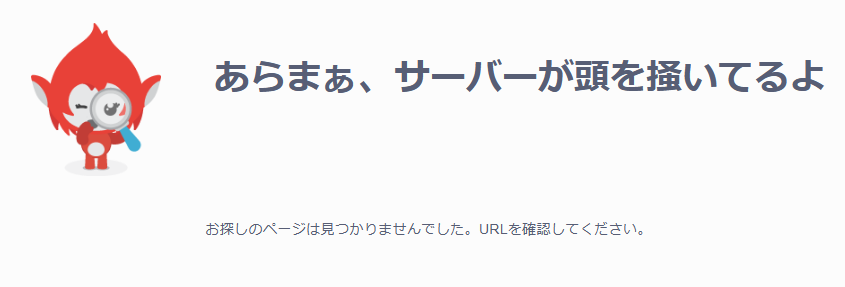 あらまぁ、サーバーが頭を掻いてるよ
お探しのページは見つかりませんでした。URLを確認してください。